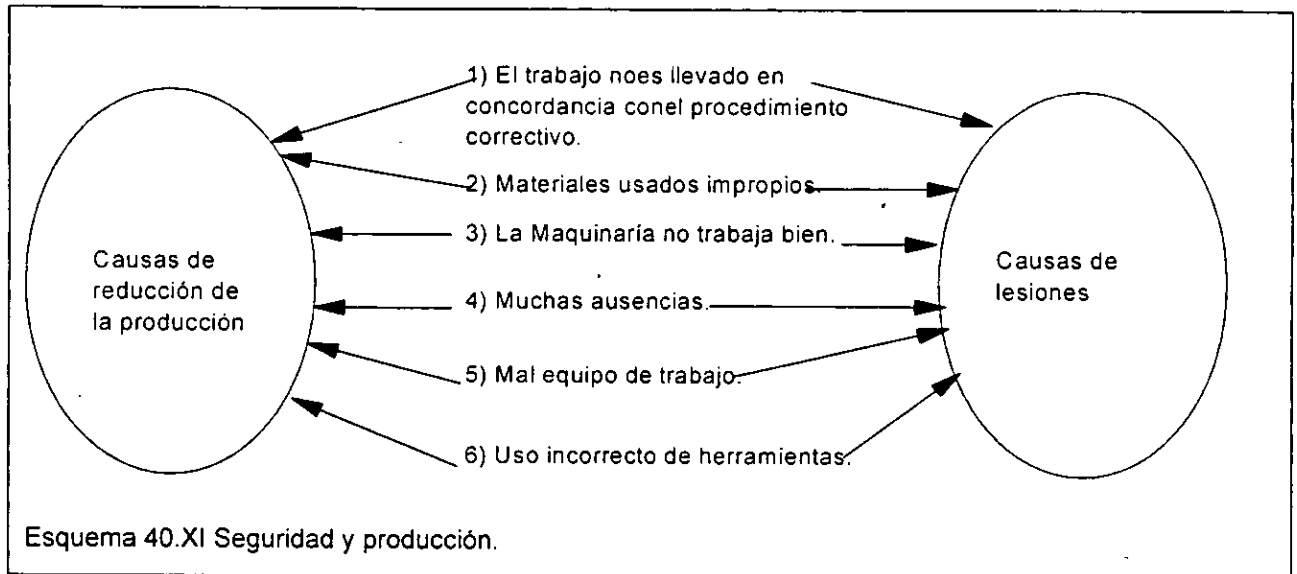 1) El trabajo noes llevado en
concordancia conel procedimiento
correctivo.
2) Materiales usados impropios.
3) La Maquinaría no trabaja bien.
4) Muchas ausencias.
5) Mal equipo de trabajo.
6) Uso incorrecto de herramientas.
Causas de
reducción de
la producción
Causas de
lesiones
Esquema 40.XI Seguridad y producción.